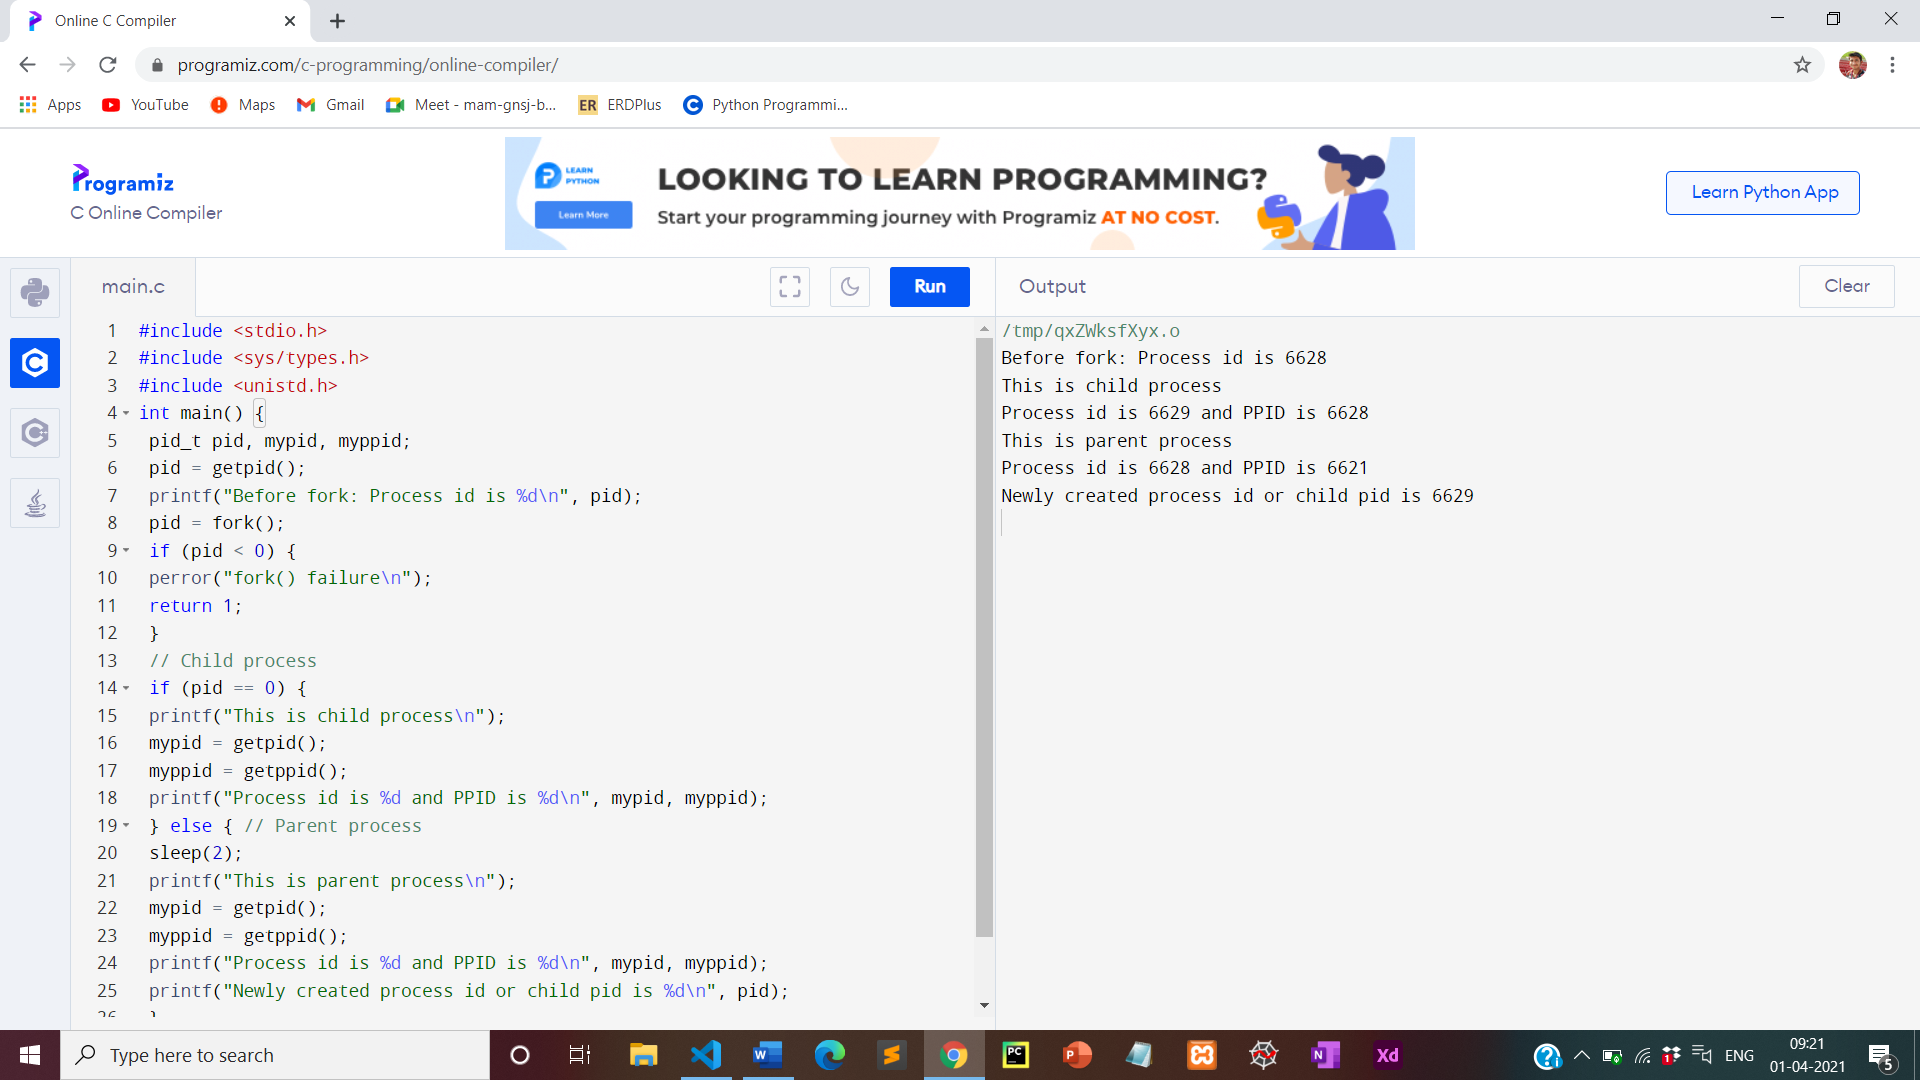 Online C Compiler
programiz.com/c-programming/online-compiler/
Apps
YouTube
Maps
Gmail
Meet - mam-gnsj-b...
ER
ERDPlus
Python Programmi...
Programiz
C Online Compiler
LEARN
PYTHON
Learn More
LOOKING TO LEARN PROGRAMMING?
Start your programming journey with Programiz AT NO COST.
Learn Python App
main.c
Run
Output
Clear
1 #include <stdio.h>
2 #include <sys/types.h>
3 #include <unistd.h>
4 int main() {
5 pid_t pid, mypid, myppid;
6 pid = getpid();
7 printf("Before fork: Process id is %d\n", pid);
8 pid = fork();
9 if (pid < 0) {
10 perror("fork() failure\n");
11 return 1;
12 }
13 // Child process
14 if (pid == 0) {
15 printf("This is child process\n");
16 mypid = getpid();
17 myppid = getppid();
18 printf("Process id is %d and PPID is %d\n", mypid, myppid);
19 } else { // Parent process
20 sleep(2);
21 printf("This is parent process\n");
22 mypid = getpid();
23 myppid = getppid();
24 printf("Process id is %d and PPID is %d\n", mypid, myppid);
25 printf("Newly created process id or child pid is %d\n", pid);
26 }
/tmp/qxZWksfXyx.o
Before fork: Process id is 6628
This is child process
Process id is 6629 and PPID is 6628
This is parent process
Process id is 6628 and PPID is 6621
Newly created process id or child pid is 6629
Type here to search
W
PC
P
N
Xd
1
ENG
09:21
01-04-2021
5